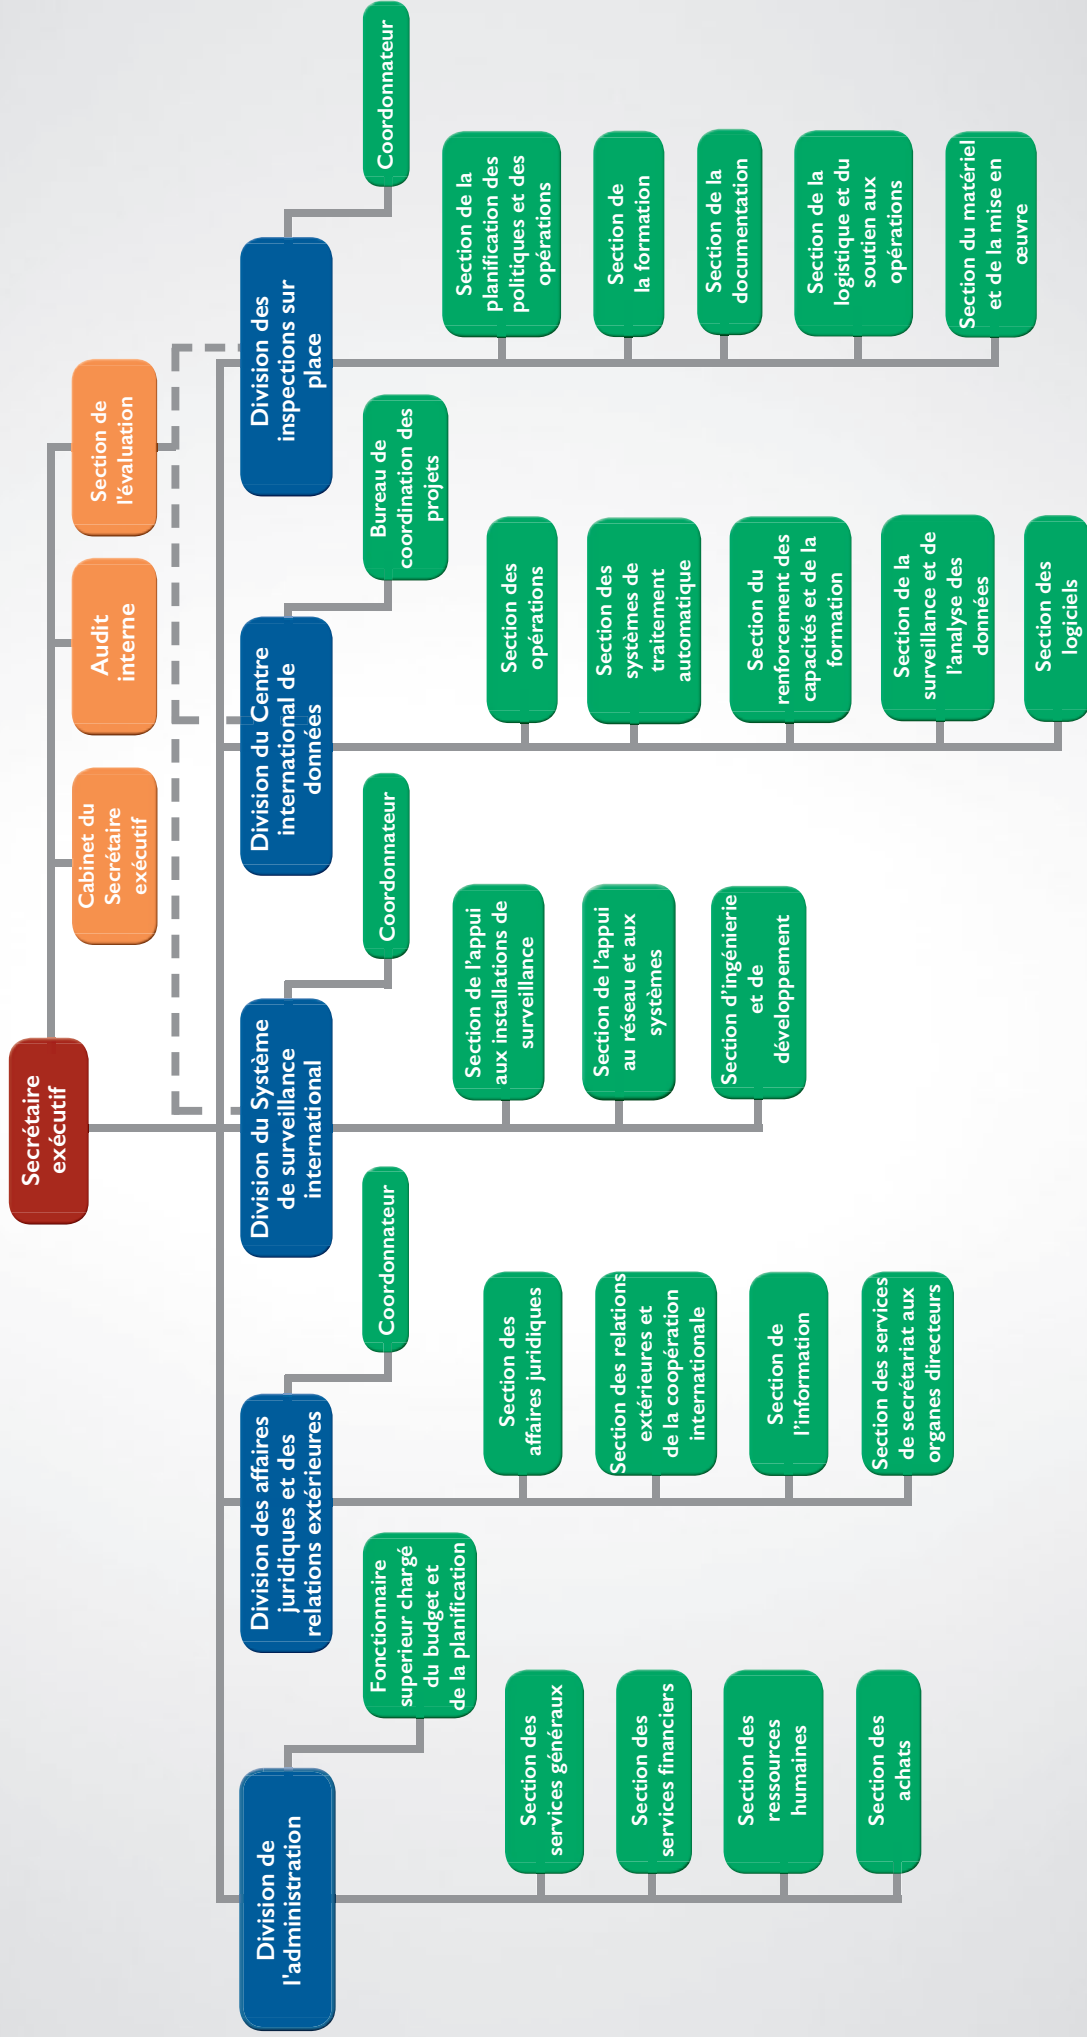 Secrétaire
exécutif
Cabinet du
Secrétaire
exécutif
Audit
interne
Section de
l'évaluation
Division de
l'administration
Fonctionnaire
superieur chargé
du budget et
de la planification
Section des
services généraux
Section des
services financiers
Section des
ressources
humaines
Section des
achats
Division des affaires
juridiques et des
relations extérieures
Coordonnateur
Section des
affaires juridiques
Section des relations
extérieures et
de la coopération
internationale
Section de
l’information
Section des services
de secrétariat aux
organes directeurs
Division du Système
de surveillance
international
Coordonnateur
Section de l’appui
aux installations de
surveillance
Section de l’appui
au réseau et aux
systèmes
Section d’ingénierie
et de
développement
Division du Centre
international de
données
Bureau de
coordination des
projets
Section des
opérations
Section des
systèmes de
traitement
automatique
Section du
renforcement des
capacités et de la
formation
Section de la
surveillance et de
l’analyse des
données
Section des
logiciels
Division des
inspections sur
place
Coordonnateur
Section de la
planification des
politiques et des
opérations
Section de
la formation
Section de la
documentation
Section de la
logistique et du
soutien aux
opérations
Section du matériel
et de la mise en
œuvre